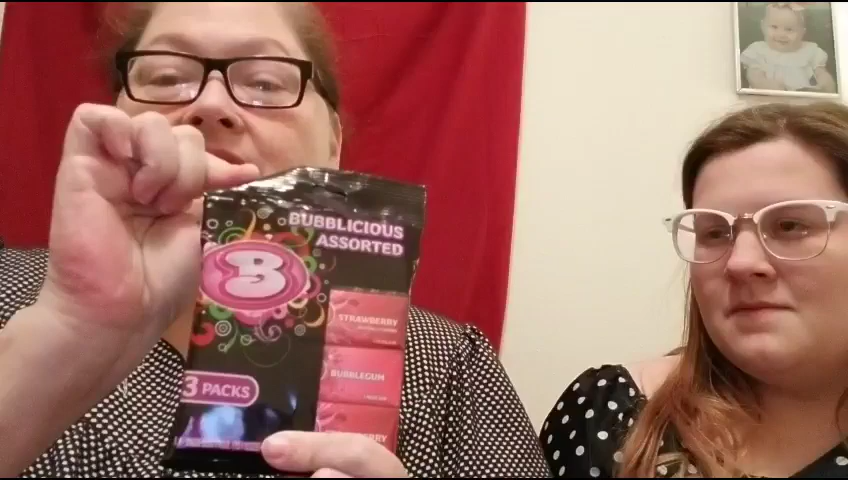 BUBBLICIOUS
ASSORTED
B
STRAWBERRY
BUBBLEGUM
3 PACKS